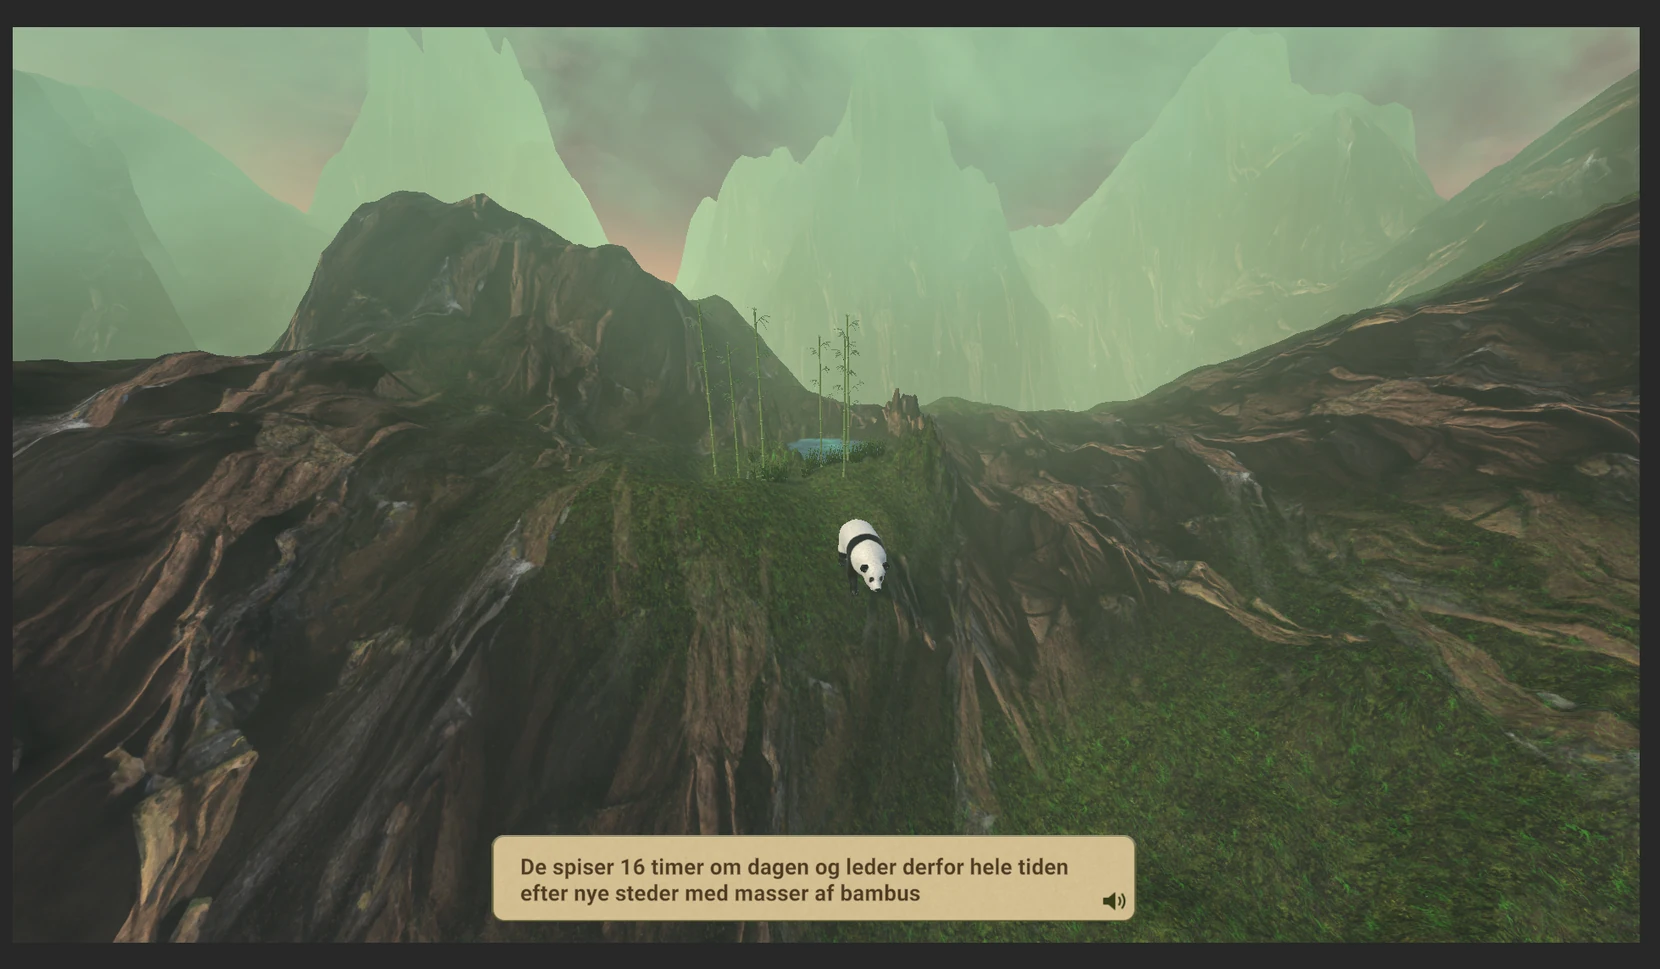 De spiser 16 timer om dagen og leder derfor hele tiden
efter nye steder med masser af bambus